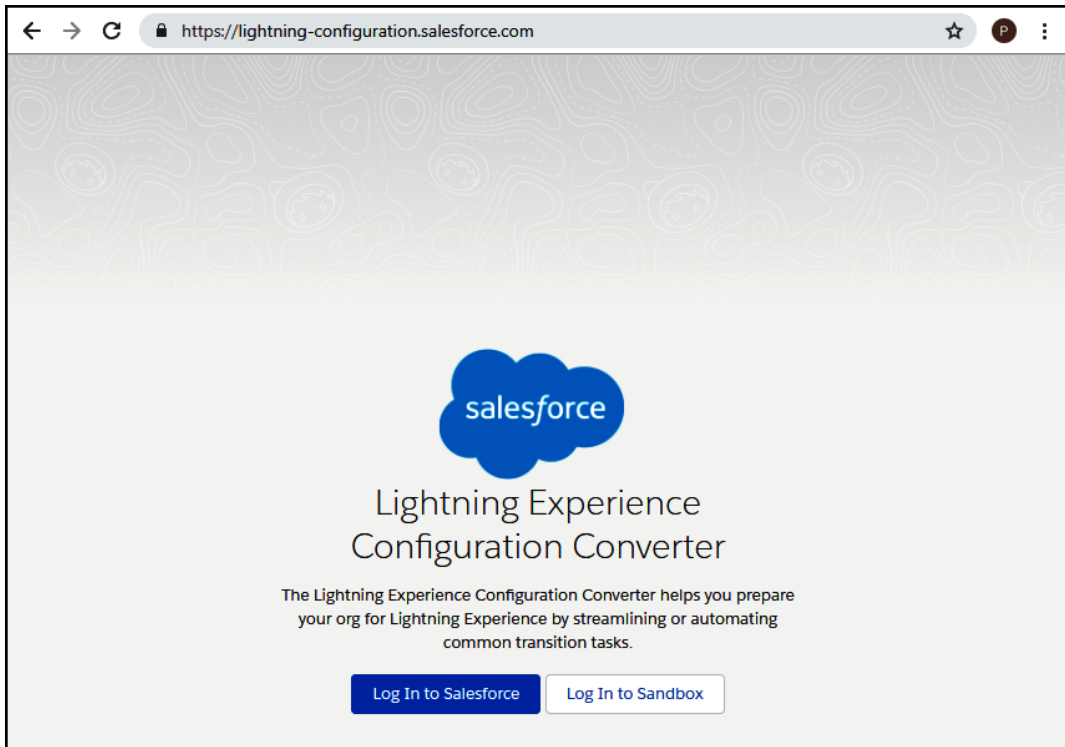 https://lightning-configuration.salesforce.com
P
salesforce
Lightning Experience
Configuration Converter
The Lightning Experience Configuration Converter helps you prepare
your org for Lightning Experience by streamlining or automating
common transition tasks.
Log In to Salesforce
Log In to Sandbox